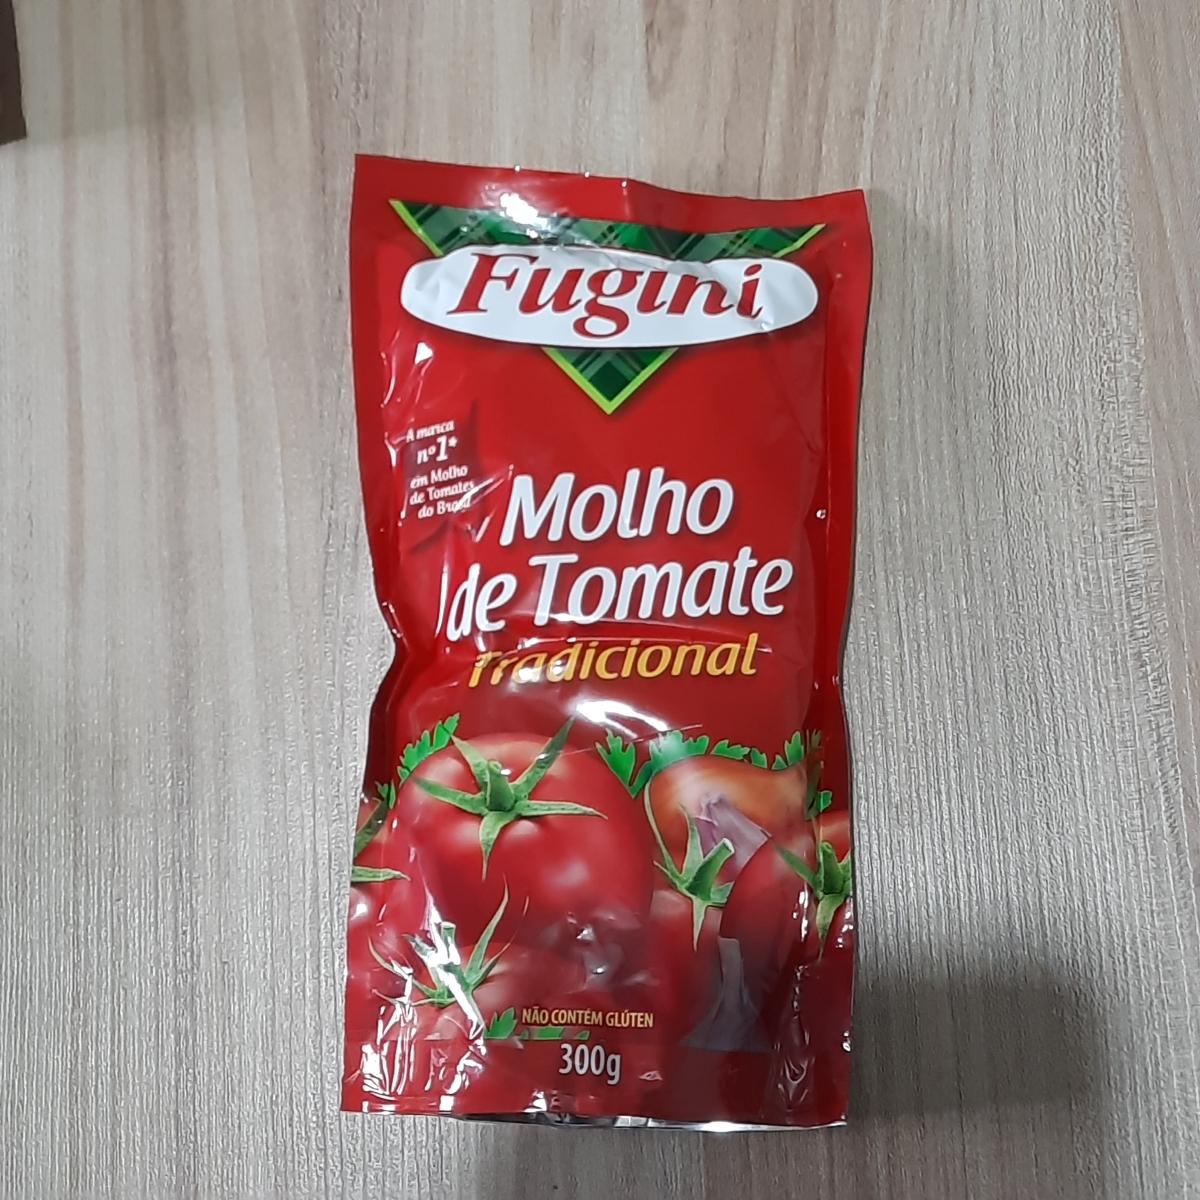 Fugini
A marca
nº1*
em Molho
de Tomates
do Brasil
Molho
de Tomate
Tradicional
NÃO CONTÉM GLÚTEN
300g